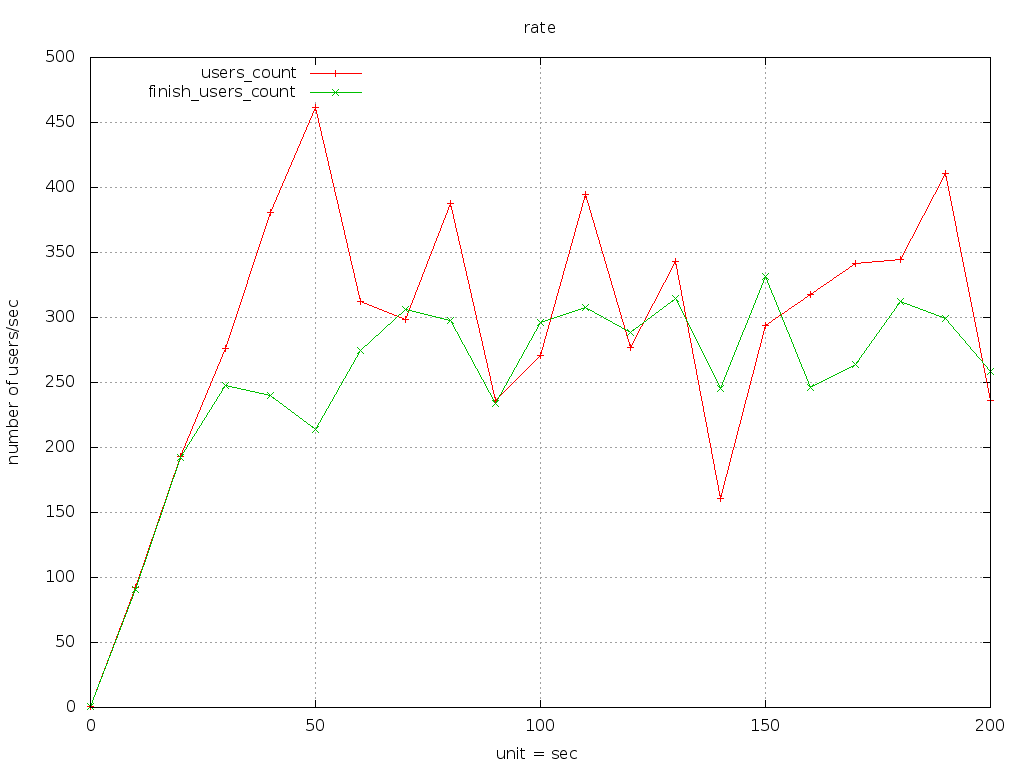 rate
users_count
finish_users_count
500
450
400
350
300
250
200
150
100
50
0
number of users/sec
0 50 100 150 200
unit = sec